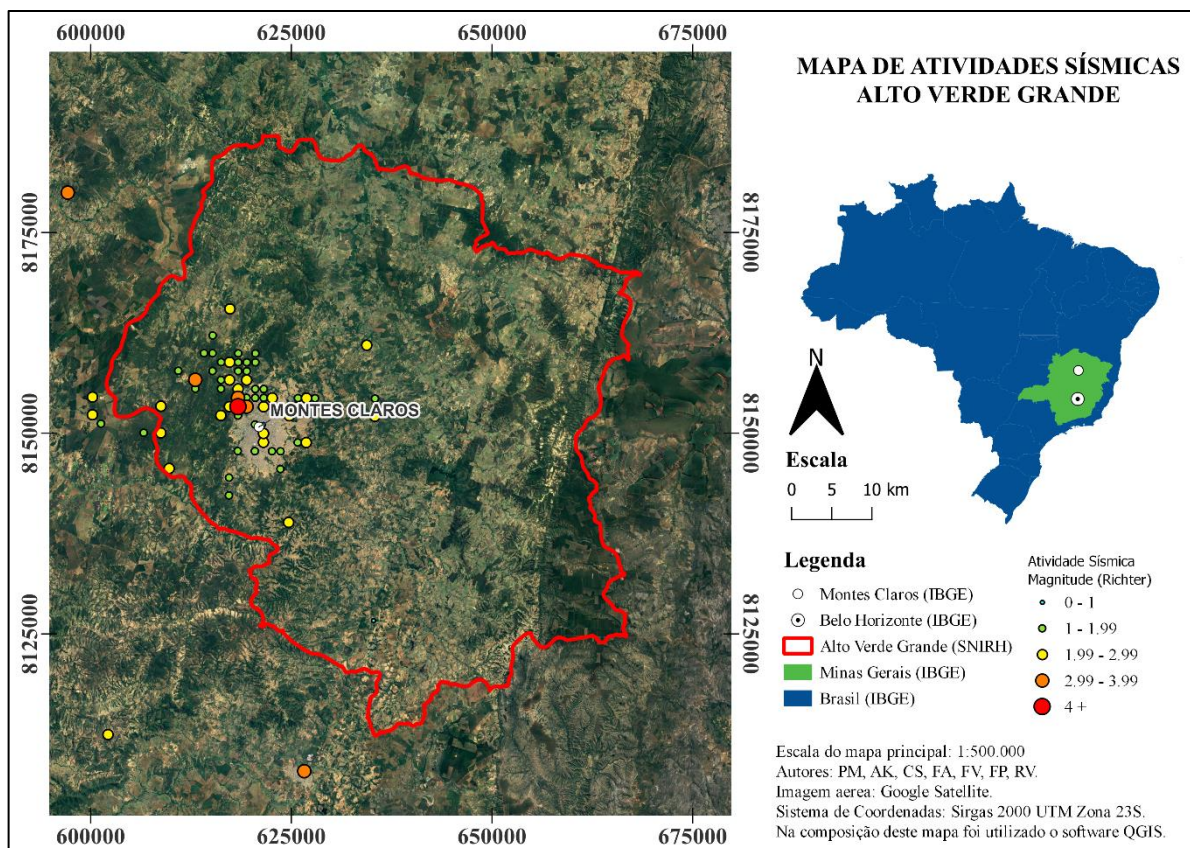 600000 625000 650000 675000
MAPA DE ATIVIDADES SÍSMICAS
ALTO VERDE GRANDE
8175000
8175000
MONTES CLAROS
8150000
8150000
N
Escala
0 5 10 km
8125000
8125000
Legenda
Montes Claros (IBGE)
Belo Horizonte (IBGE)
Alto Verde Grande (SNIRH)
Minas Gerais (IBGE)
Brasil (IBGE)
Atividade Sísmica
Magnitude (Richter)
0 - 1
1 - 1.99
1.99 - 2.99
2.99 - 3.99
4 +
Escala do mapa principal: 1:500.000
Autores: PM, AK, CS, FA, FV, FP, RV.
Imagem aerea: Google Satellite.
Sistema de Coordenadas: Sirgas 2000 UTM Zona 23S.
Na composição deste mapa foi utilizado o software QGIS.
600000 625000 650000 675000